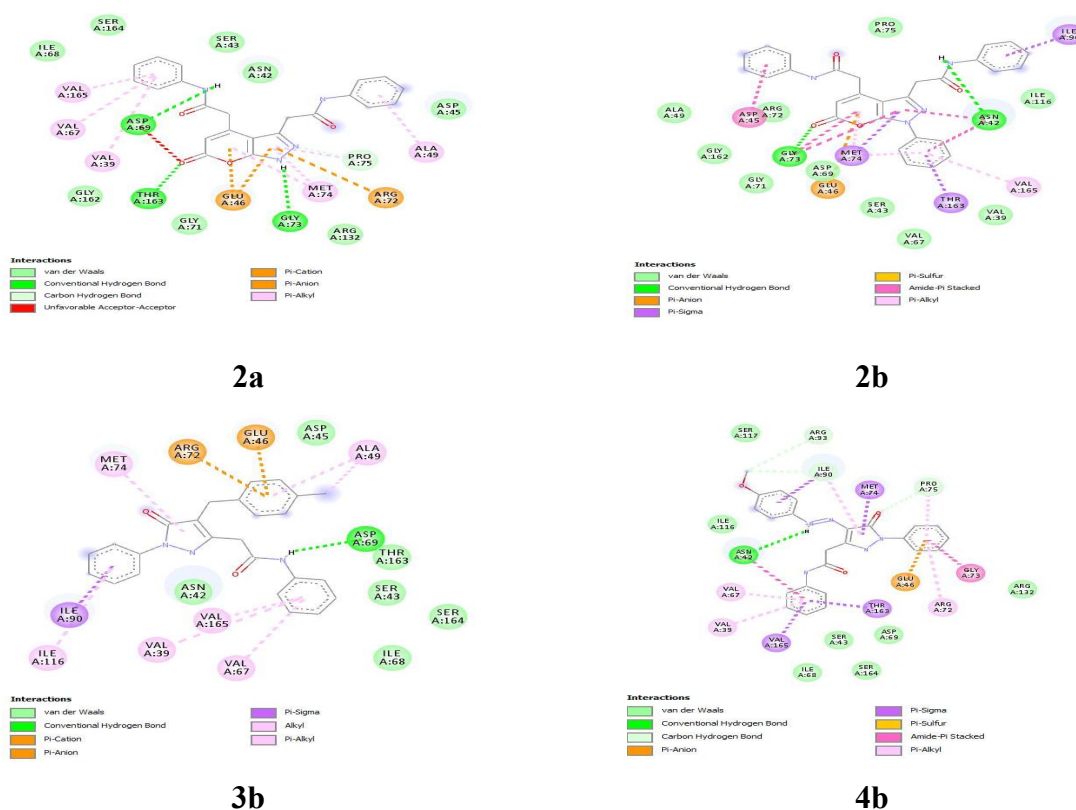 SER
A:164
ILE
A:68
SER
A:43
ASN
A:42
VAL
A:165
ASP
A:69
ASP
A:45
VAL
A:67
VAL
A:39
PRO
A:75
ALA
A:49
GLY
A:162
THR
A:163
GLU
A:46
MET
A:74
ARG
A:72
GLY
A:71
GLY
A:73
ARG
A:132
H
N
O
O
O
N
N
H
N
O
Interactions
van der Waals
Conventional Hydrogen Bond
Carbon Hydrogen Bond
Unfavorable Acceptor-Acceptor
Pi-Cation
Pi-Anion
Pi-Alkyl
2a
PRO
A:75
ILE
ASP
A:45
ARG
A:72
ALA
A:49
ILE
A:116
ASN
A:42
GLY
A:162
GLY
A:73
MET
A:74
ASP
A:69
GLY
A:71
GLU
A:46
VAL
A:165
THR
A:163
SER
A:43
VAL
A:39
VAL
A:67
Interactions
van der Waals
Conventional Hydrogen Bond
Pi-Anion
Pi-Sigma
Pi-Sulfur
Amide-Pi Stacked
Pi-Alkyl
2b
GLU
A:46
ASP
A:45
ARG
A:72
ALA
A:49
MET
A:74
ASP
A:69
THR
A:163
ASN
A:42
SER
A:43
ILE
A:90
VAL
A:165
SER
A:164
ILE
A:116
VAL
A:39
VAL
A:67
ILE
A:68
Interactions
van der Waals
Conventional Hydrogen Bond
Pi-Cation
Pi-Anion
Pi-Sigma
Alkyl
Pi-Alkyl
3b
SER
A:117
ARG
A:93
ILE
A:90
MET
A:74
PRO
A:75
ILE
A:116
ASN
A:42
GLY
A:73
GLU
A:46
ARG
A:132
VAL
A:67
THR
A:163
ARG
A:72
VAL
A:39
VAL
A:165
SER
A:43
ASP
A:69
ILE
A:68
SER
A:164
Interactions
van der Waals
Conventional Hydrogen Bond
Carbon Hydrogen Bond
Pi-Anion
Pi-Sigma
Pi-Sulfur
Amide-Pi Stacked
Pi-Alkyl
4b